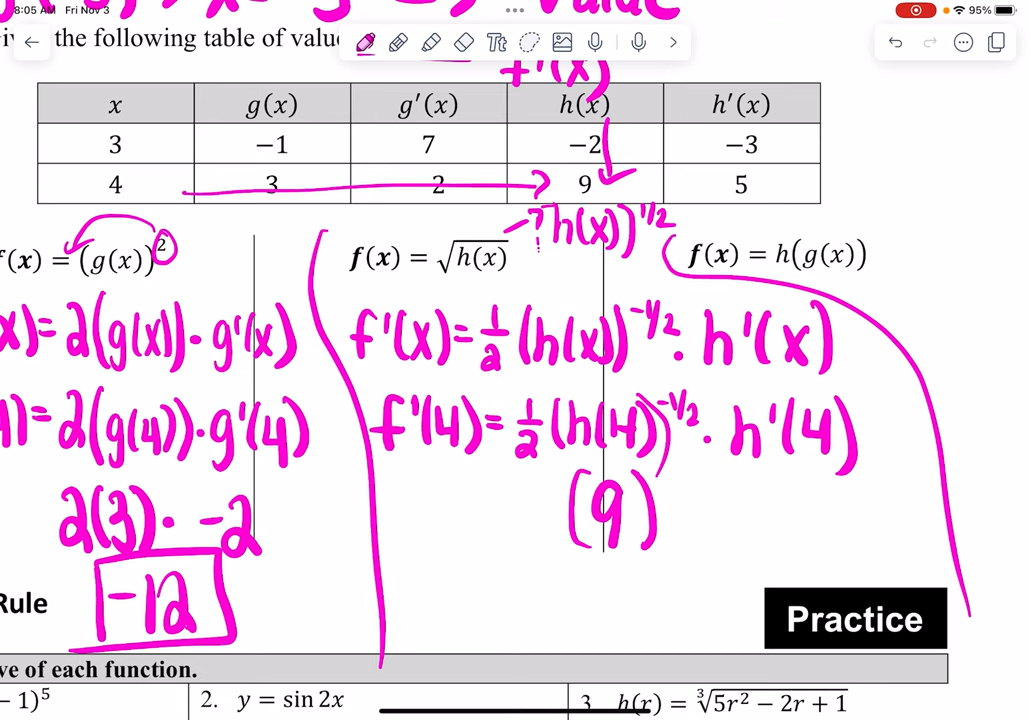 8:05 AM Fri Nov 3
95%
value
the following table of valu
Tt
f'(x)
x g(x) g′(x) h(x) h′(x)
3 −1 7 −2 −3
4 3 2 9 5
?
h(x))^1/2
f(x) = (g(x))^2
f(x) = √h(x)
f(x) = h(g(x))
x)=2(g(x))·g'(x)
f'(x)=1/2(h(x))^-1/2 · h'(x)
4)=2(g(4))·g'(4)
f'(4)=1/2(h(4))^-1/2 · h'(4)
2(3)·-2
(9)
-12
Rule
Practice
ve of each function.
− 1)^5
2. y = sin 2x
3 h(r) = ∛5r² − 2r + 1